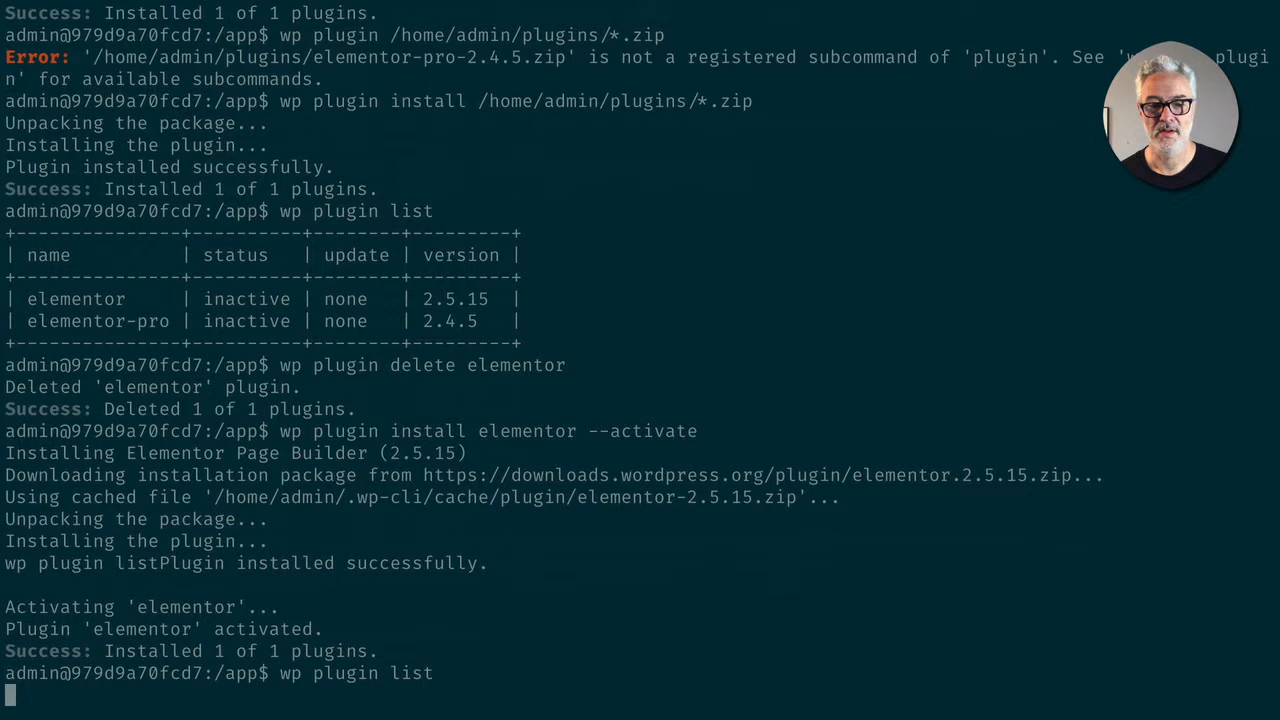 Success: Installed 1 of 1 plugins.
admin@979d9a70fcd7:/app$ wp plugin /home/admin/plugins/*.zip
Error: '/home/admin/plugins/elementor-pro-2.4.5.zip' is not a registered subcommand of 'plugin'. See 'w plugi
n' for available subcommands.
admin@979d9a70fcd7:/app$ wp plugin install /home/admin/plugins/*.zip
Unpacking the package...
Installing the plugin...
Plugin installed successfully.
Success: Installed 1 of 1 plugins.
admin@979d9a70fcd7:/app$ wp plugin list
+---------------+----------+--------+---------+
| name          | status   | update | version |
+---------------+----------+--------+---------+
| elementor     | inactive | none   | 2.5.15  |
| elementor-pro | inactive | none   | 2.4.5   |
+---------------+----------+--------+---------+
admin@979d9a70fcd7:/app$ wp plugin delete elementor
Deleted 'elementor' plugin.
Success: Deleted 1 of 1 plugins.
admin@979d9a70fcd7:/app$ wp plugin install elementor --activate
Installing Elementor Page Builder (2.5.15)
Downloading installation package from https://downloads.wordpress.org/plugin/elementor.2.5.15.zip...
Using cached file '/home/admin/.wp-cli/cache/plugin/elementor-2.5.15.zip'...
Unpacking the package...
Installing the plugin...
wp plugin listPlugin installed successfully.

Activating 'elementor'...
Plugin 'elementor' activated.
Success: Installed 1 of 1 plugins.
admin@979d9a70fcd7:/app$ wp plugin list